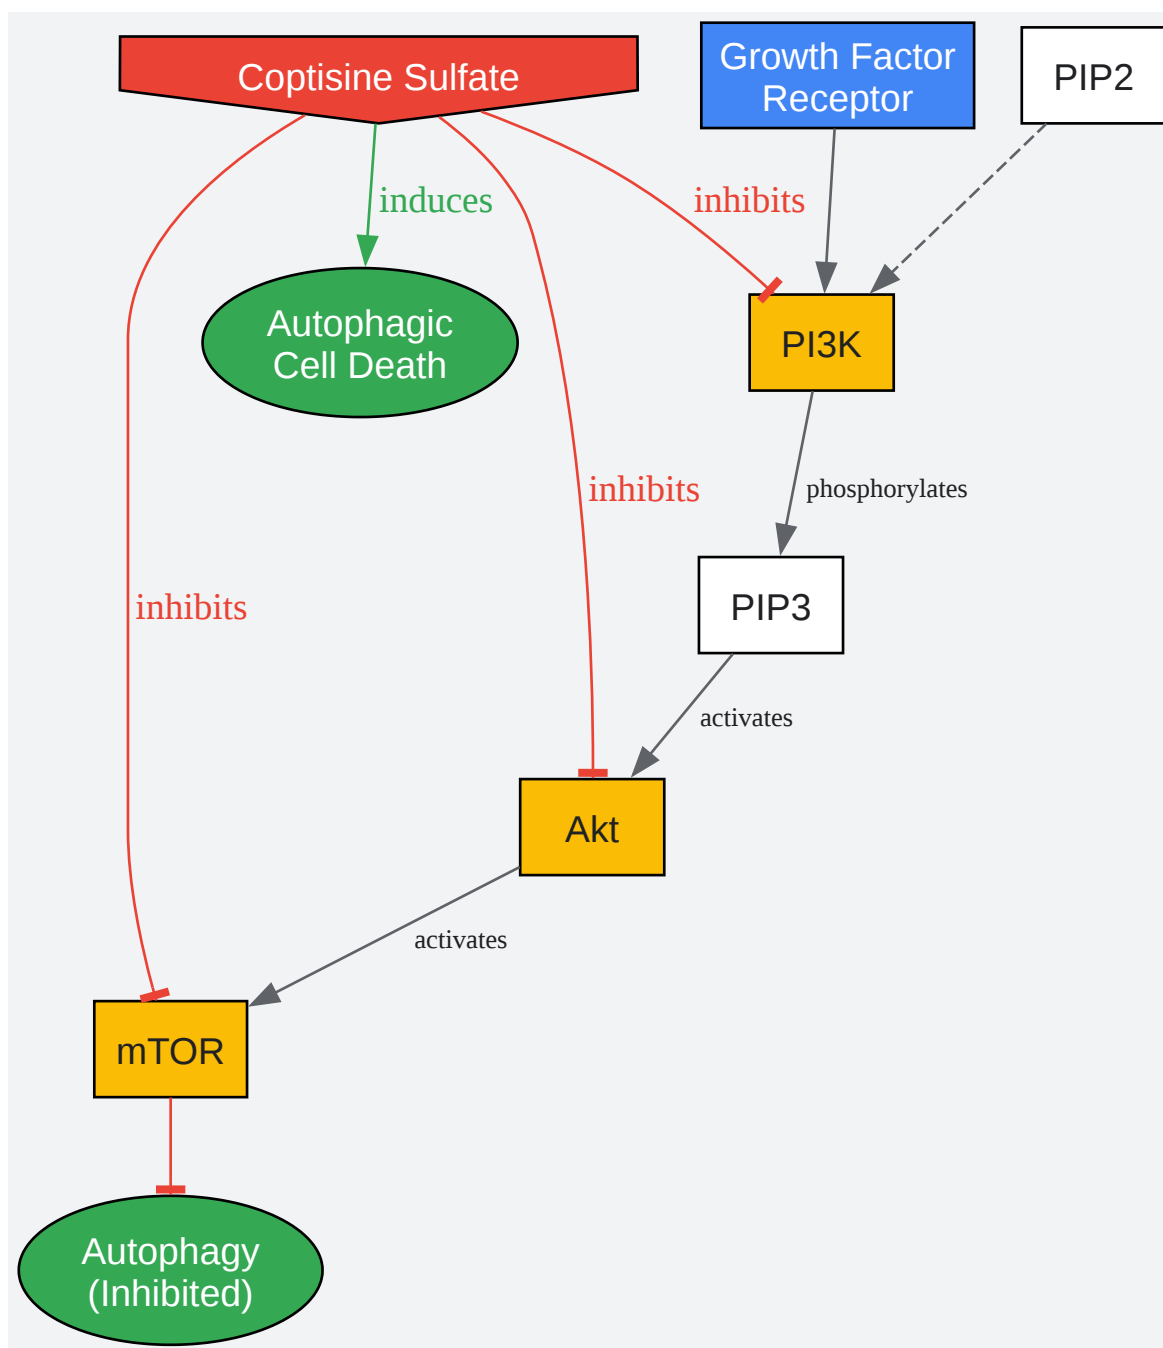 Coptisine Sulfate
Growth Factor
Receptor
PIP2
induces
inhibits
Autophagic
Cell Death
PI3K
inhibits
phosphorylates
inhibits
PIP3
activates
Akt
activates
mTOR
Autophagy
(Inhibited)